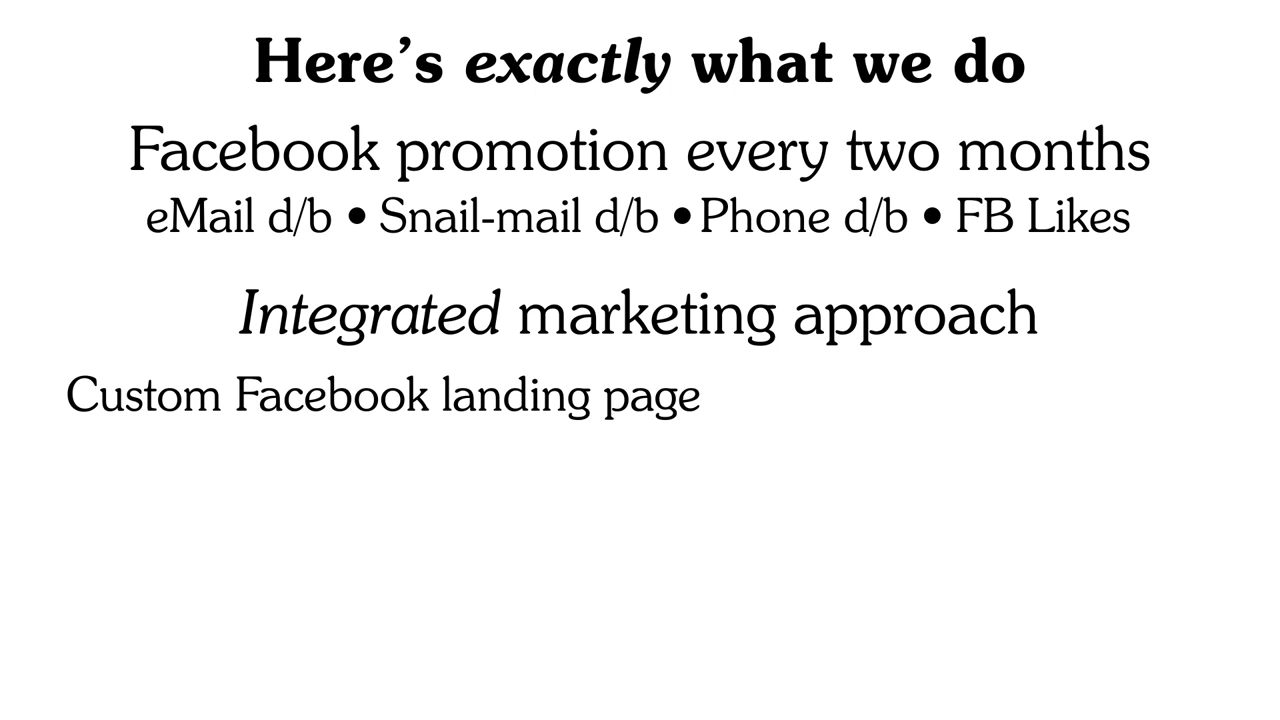 Here’s exactly what we do
Facebook promotion every two months
eMail d/b • Snail-mail d/b •Phone d/b • FB Likes
Integrated marketing approach
Custom Facebook landing page